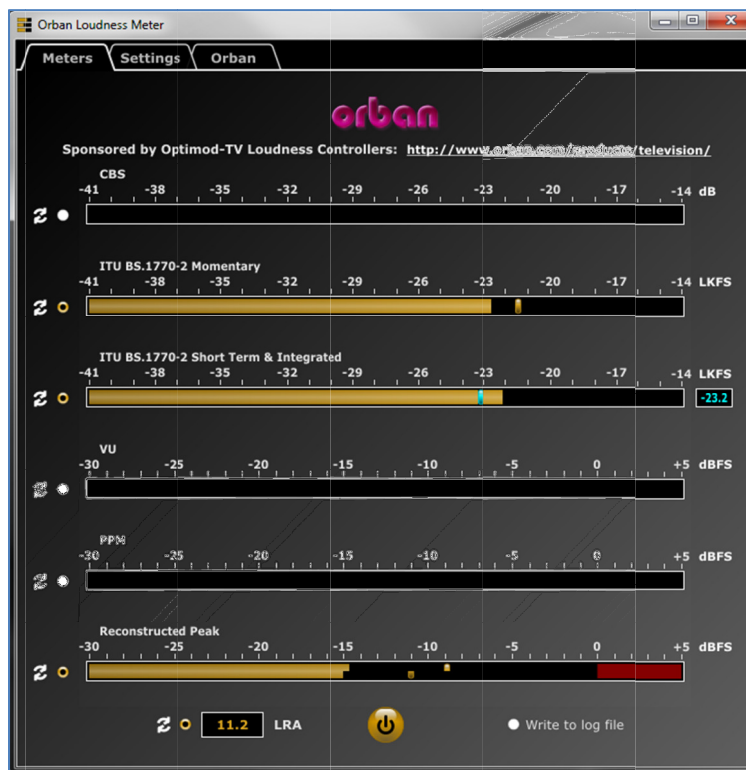 Orban Loudness Meter
Meters Settings Orban
orban
Sponsored by Optimod-TV Loudness Controllers: http://www.orban.com/products/television/
CBS
-41 -38 -35 -32 -29 -26 -23 -20 -17 -14 dB
ITU BS.1770-2 Momentary
-41 -38 -35 -32 -29 -26 -23 -20 -17 -14 LKFS
ITU BS.1770-2 Short Term & Integrated
-41 -38 -35 -32 -29 -26 -23 -20 -17 -14 LKFS
-23.2
VU
-30 -25 -20 -15 -10 -5 0 +5 dBFS
PPM
-30 -25 -20 -15 -10 -5 0 +5 dBFS
Reconstructed Peak
-30 -25 -20 -15 -10 -5 0 +5 dBFS
11.2 LRA Write to log file